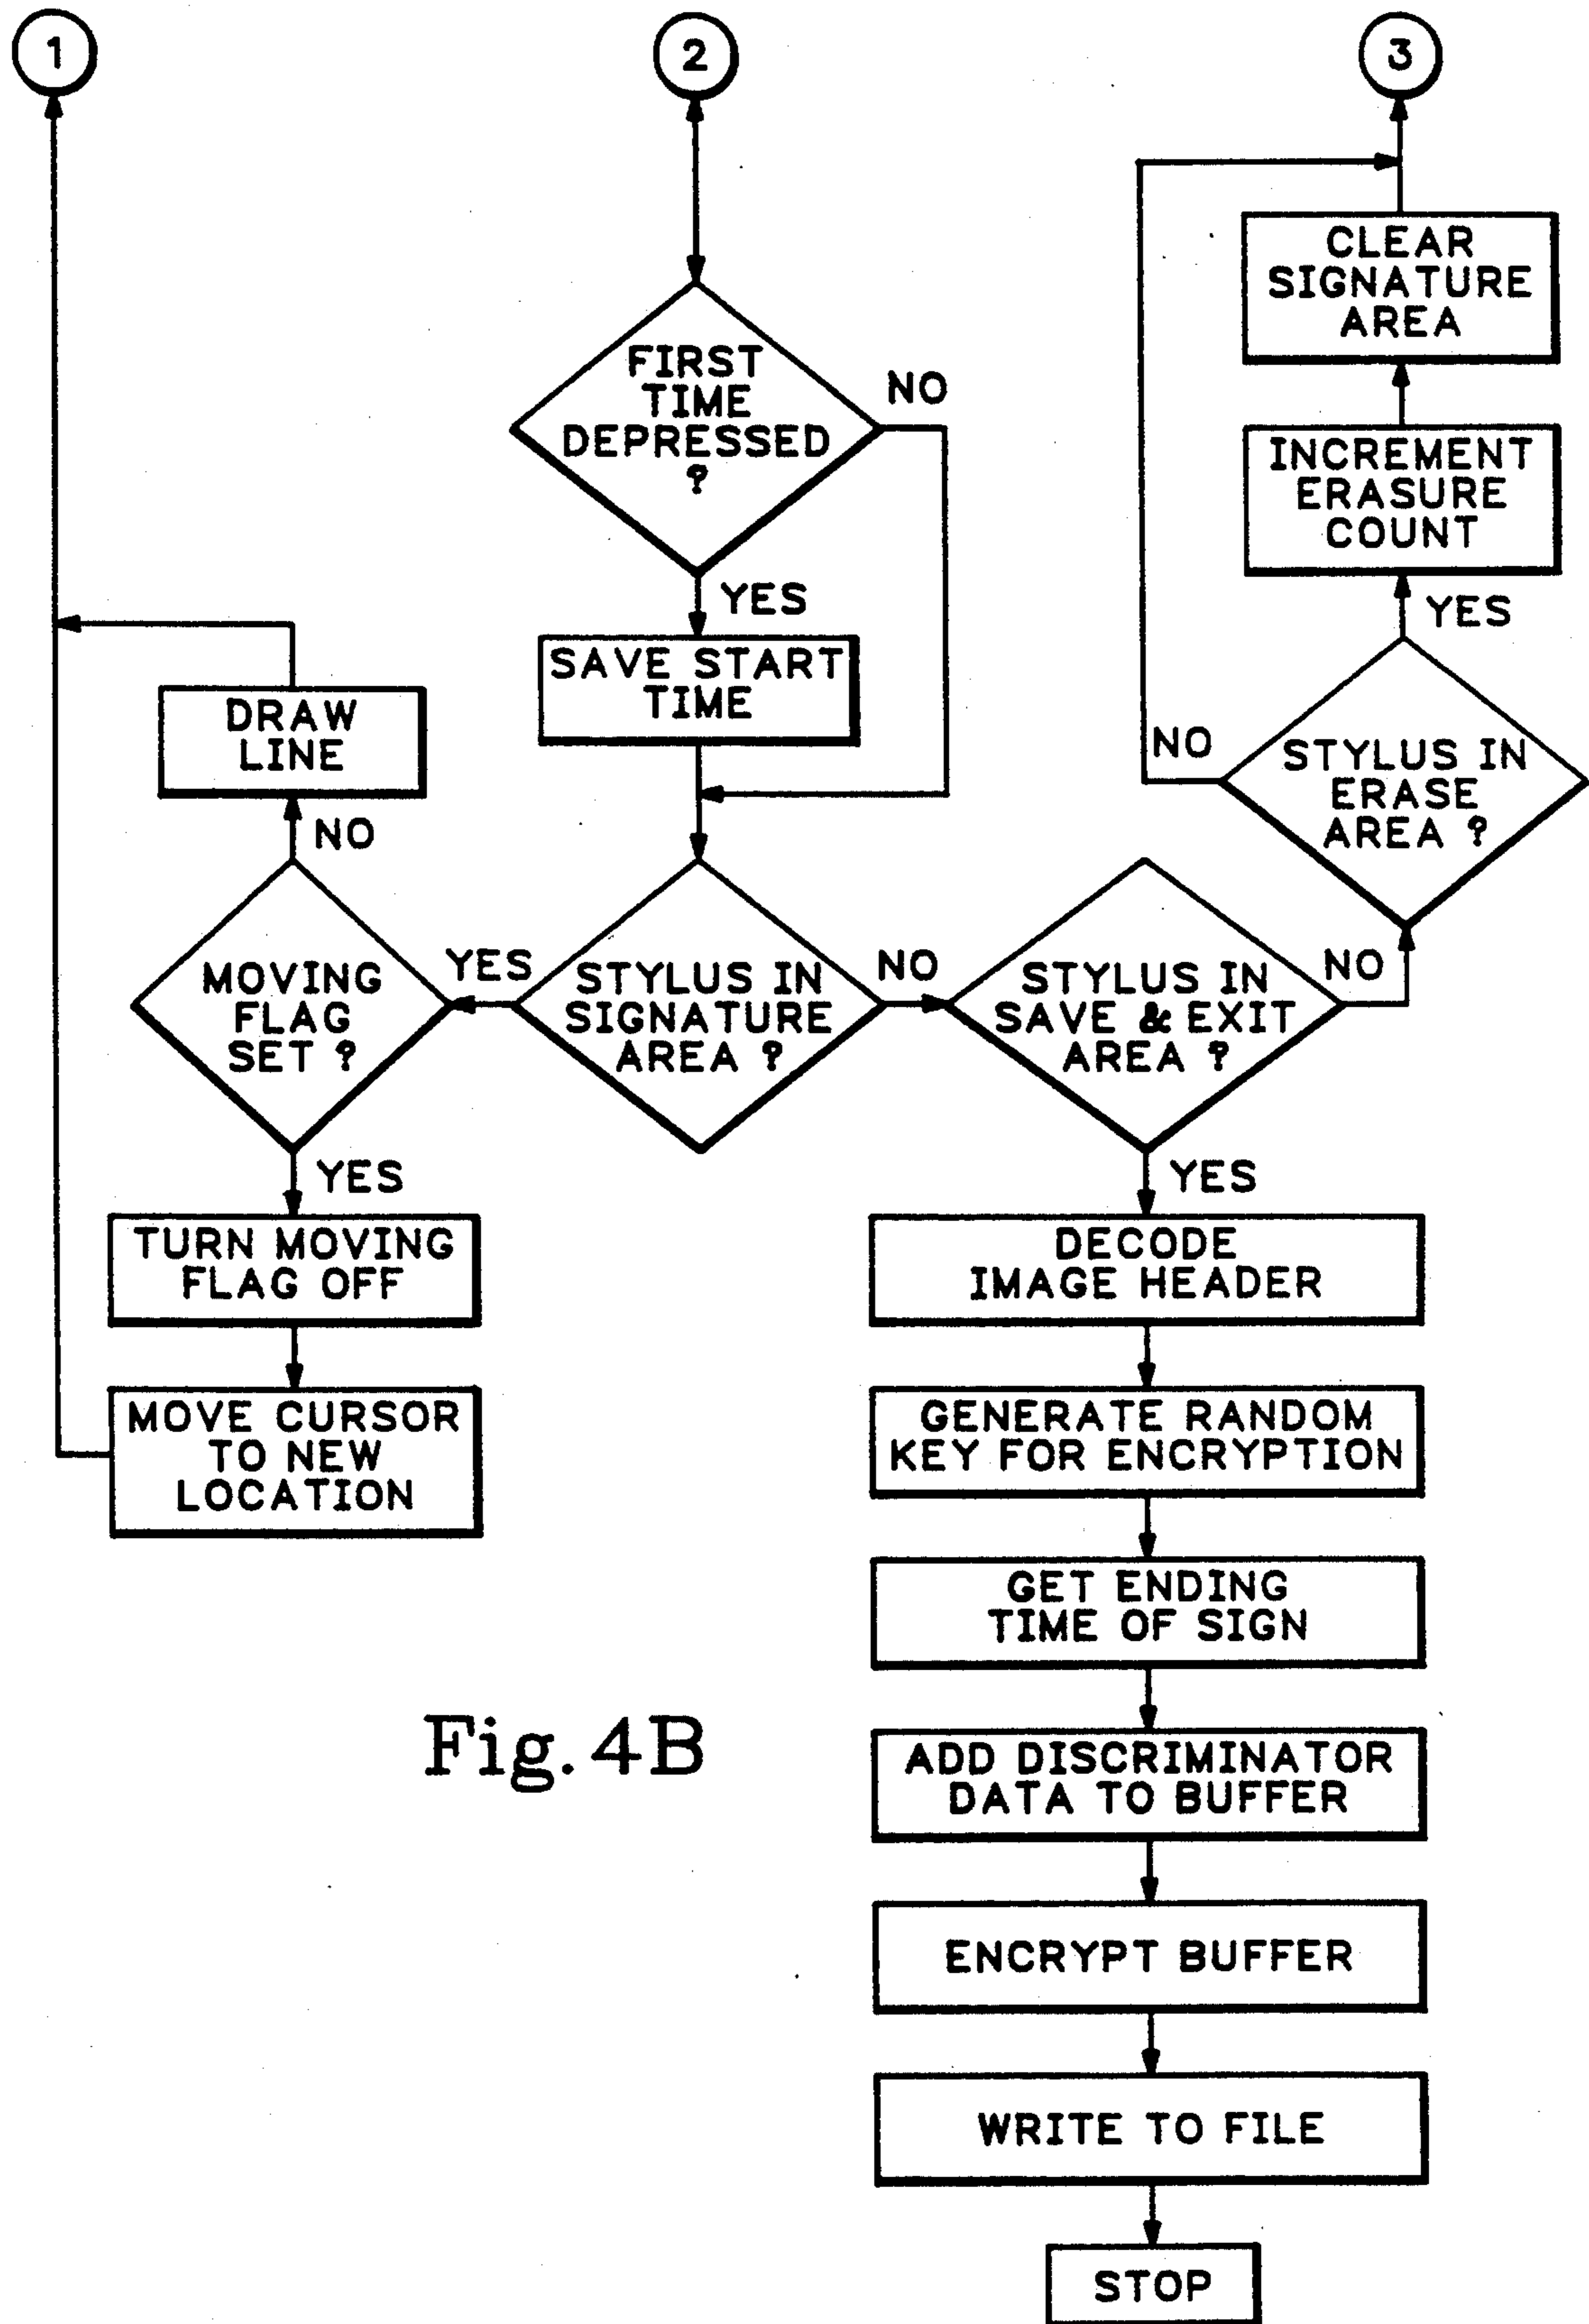 1
2
3
CLEAR
SIGNATURE
AREA
FIRST
TIME
DEPRESSED
?
NO
INCREMENT
ERASURE
COUNT
YES
YES
SAVE START
TIME
DRAW
LINE
NO
STYLUS IN
ERASE
AREA ?
NO
MOVING
FLAG
SET ?
YES
STYLUS IN
SIGNATURE
AREA ?
NO
STYLUS IN
SAVE & EXIT
AREA ?
NO
YES
YES
TURN MOVING
FLAG OFF
DECODE
IMAGE HEADER
MOVE CURSOR
TO NEW
LOCATION
GENERATE RANDOM
KEY FOR ENCRYPTION
GET ENDING
TIME OF SIGN
Fig. 4B
ADD DISCRIMINATOR
DATA TO BUFFER
ENCRYPT BUFFER
WRITE TO FILE
STOP